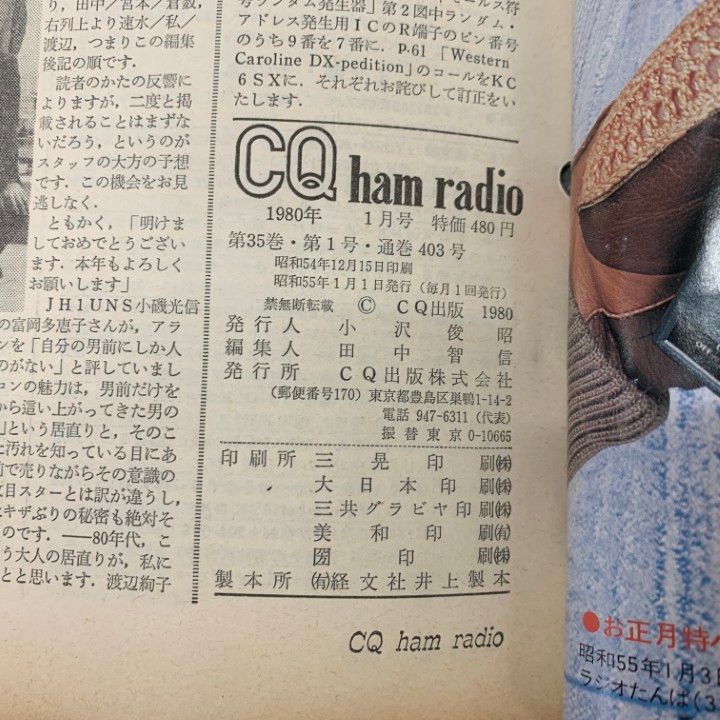 り，田中／宮本／倉敷，
右列上より速水／私／
渡辺，つまりこの編集
後記の順です．
読者のかたの反響に
よりますが，二度と掲
載されることはまずな
いだろう，というのが
スタッフの大方の予想
です．この機会をお見
逃しなく．
ともかく，「明けま
しておめでとうござい
ます．本年もよろしく
お願いします」
JH1UNS小磯光信
の富岡多恵子さんが，アラ
ンを「自分の男前にしか人
のがない」と評していまし
ンの魅力は，男前だけを
から這い上がってきた男の
」という居直りと，そのこ
た汚れを知っている目にあ
前で売りながらその意識の
枚目スターとは訳が違うし，
ヒキザぶりの秘密も絶対そ
のです．──80年代，こ
う大人の居直りが，私に
とと思います．渡辺絢子
号ランダム発生器」第2図中ランダム・
アドレス発生用ICのR端子のピン番号
のうち9番を7番に．p.61「Western
Caroline DX-pedition」のコールをKC
6SXに．それぞれお詫びして訂正をい
たします．
CQ ham radio
1980年 1月号 特価480円
第35巻・第1号・通巻403号
昭和54年12月15日印刷
昭和55年1月1日発行（毎月1回発行）
禁無断転載 © CQ出版 1980
発行人 小沢俊昭
編集人 田中智信
発行所 CQ出版株式会社
（郵便番号170）東京都豊島区巣鴨1-14-2
電話 947-6311（代表）
振替東京0-10665
印刷所 三晃印刷㈱
大日本印刷㈱
三共グラビヤ印刷㈱
美和印刷㈲
印刷㈱
製本所 ㈲経文社井上製本
CQ ham radio
●お正月特
昭和55年1月3日
ラジオたんぱ（3